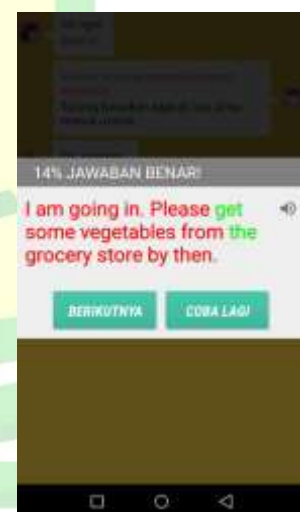 14% JAWABAN BENAR!
I am going in. Please get
some vegetables from the
grocery store by then.
BERIKUTNYA
COBA LAGI